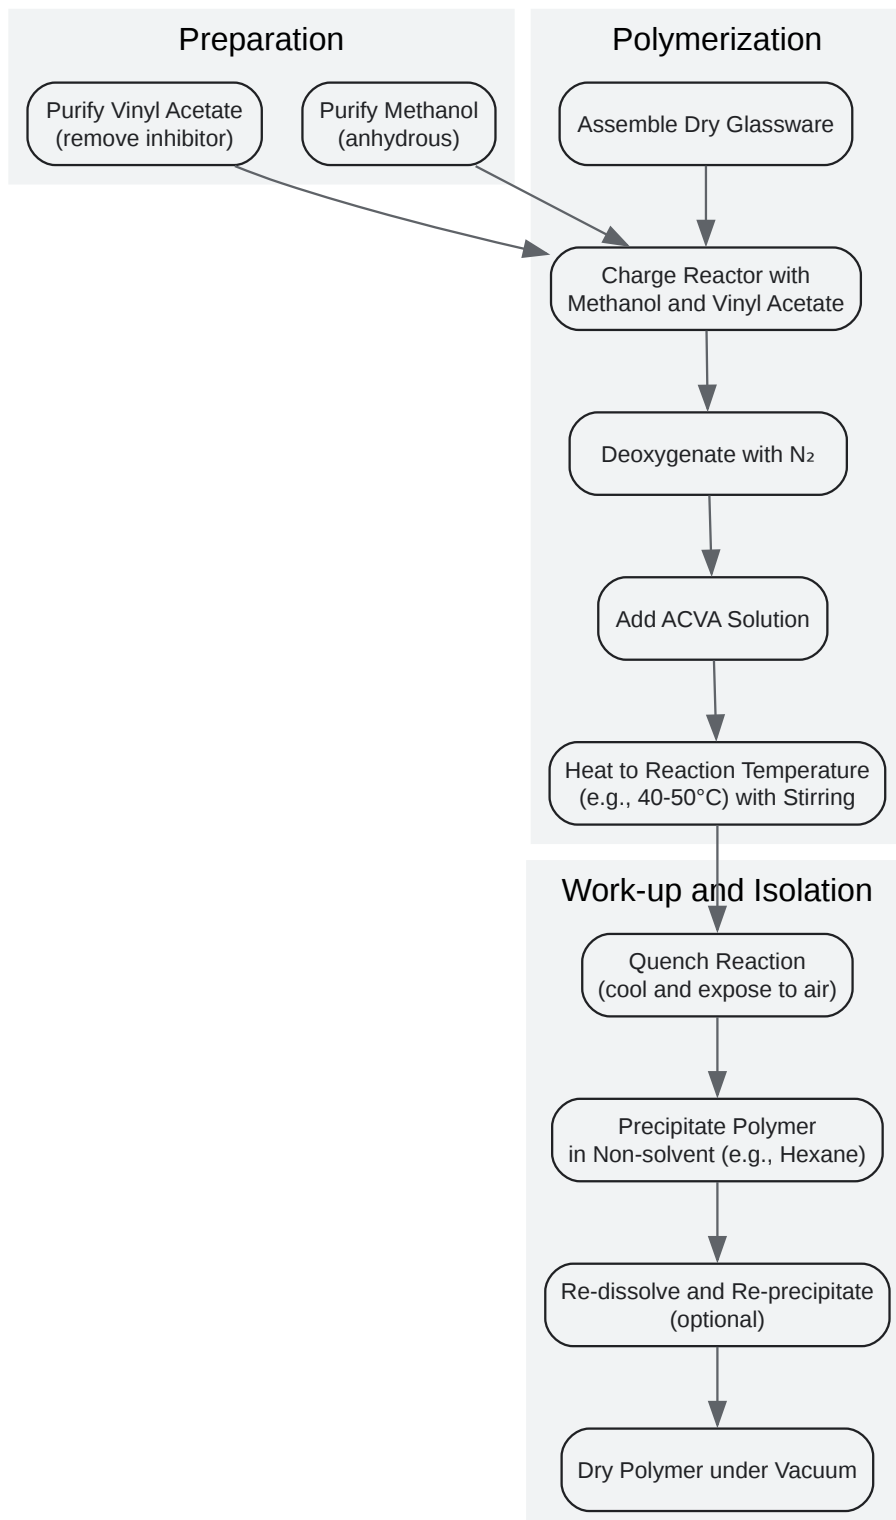 Preparation
Purify Vinyl Acetate
(remove inhibitor)
Purify Methanol
(anhydrous)
Polymerization
Assemble Dry Glassware
Charge Reactor with
Methanol and Vinyl Acetate
Deoxygenate with N₂
Add ACVA Solution
Heat to Reaction Temperature
(e.g., 40-50°C) with Stirring
Work-up and Isolation
Quench Reaction
(cool and expose to air)
Precipitate Polymer
in Non-solvent (e.g., Hexane)
Re-dissolve and Re-precipitate
(optional)
Dry Polymer under Vacuum